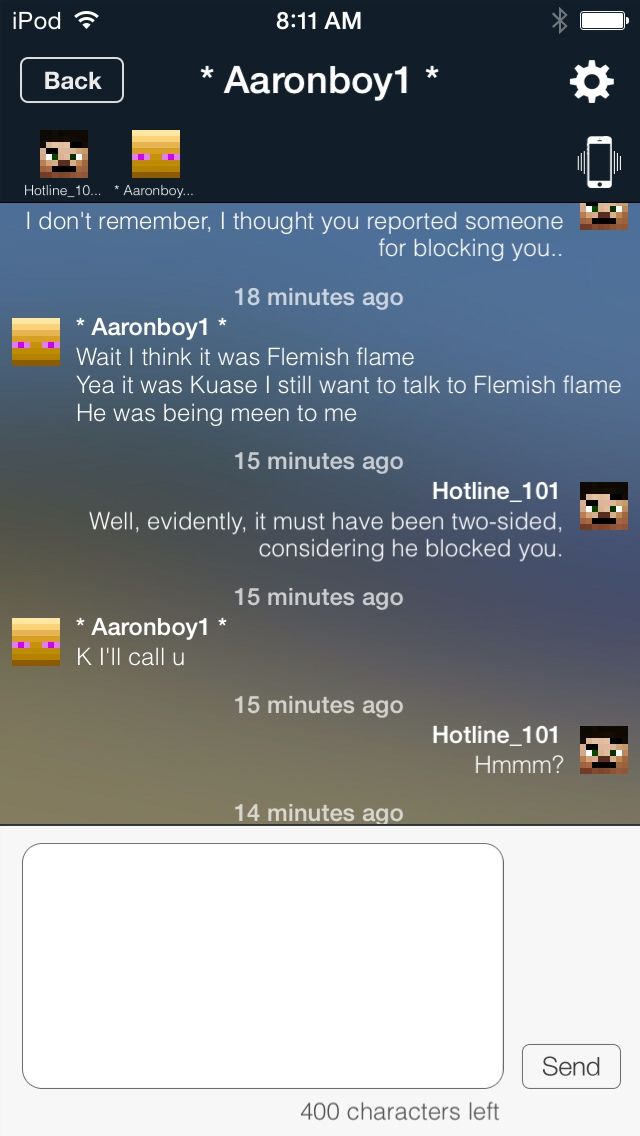 iPod 8:11 AM
Back * Aaronboy1 *
Hotline_10... * Aaronboy...
I don't remember, I thought you reported someone
for blocking you..
18 minutes ago
* Aaronboy1 *
Wait I think it was Flemish flame
Yea it was Kuase I still want to talk to Flemish flame
He was being meen to me
15 minutes ago
Hotline_101
Well, evidently, it must have been two-sided,
considering he blocked you.
15 minutes ago
* Aaronboy1 *
K I'll call u
15 minutes ago
Hotline_101
Hmmm?
14 minutes ago
Send
400 characters left